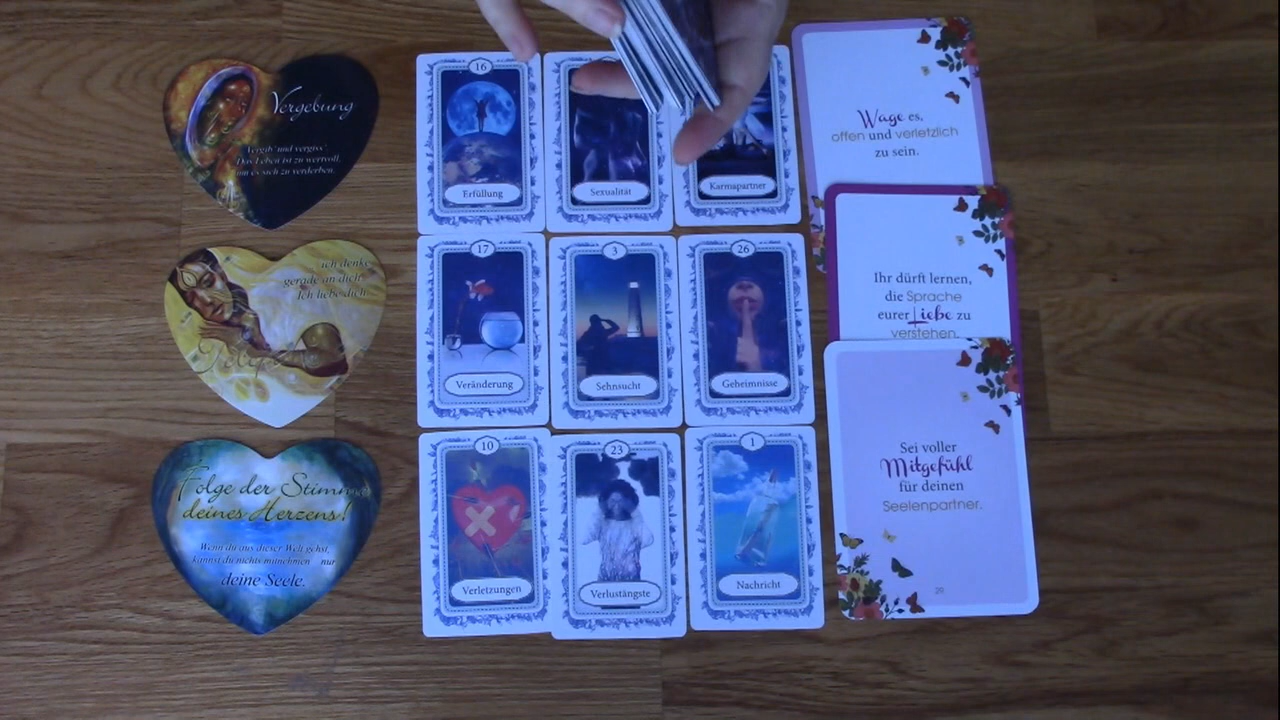 Vergebung
Vergib' und vergiss'.
Das Leben ist zu wertvoll,
um es sich zu verderben.
ich denke
gerade an dich.
Ich liebe dich.
Folge der Stimme
deines Herzens!
Wenn du aus dieser Welt gehst,
kannst du nichts mitnehmen nur
deine Seele.
16
Erfüllung
Sexualität
Karmapartner
17
Veränderung
3
Sehnsucht
26
Geheimnisse
10
Verletzungen
23
Verlustängste
1
Nachricht
Wage es,
offen und verletzlich
zu sein.
Ihr dürft lernen,
die Sprache
eurer Liebe zu
verstehen.
Sei voller
Mitgefühl
für deinen
Seelenpartner.